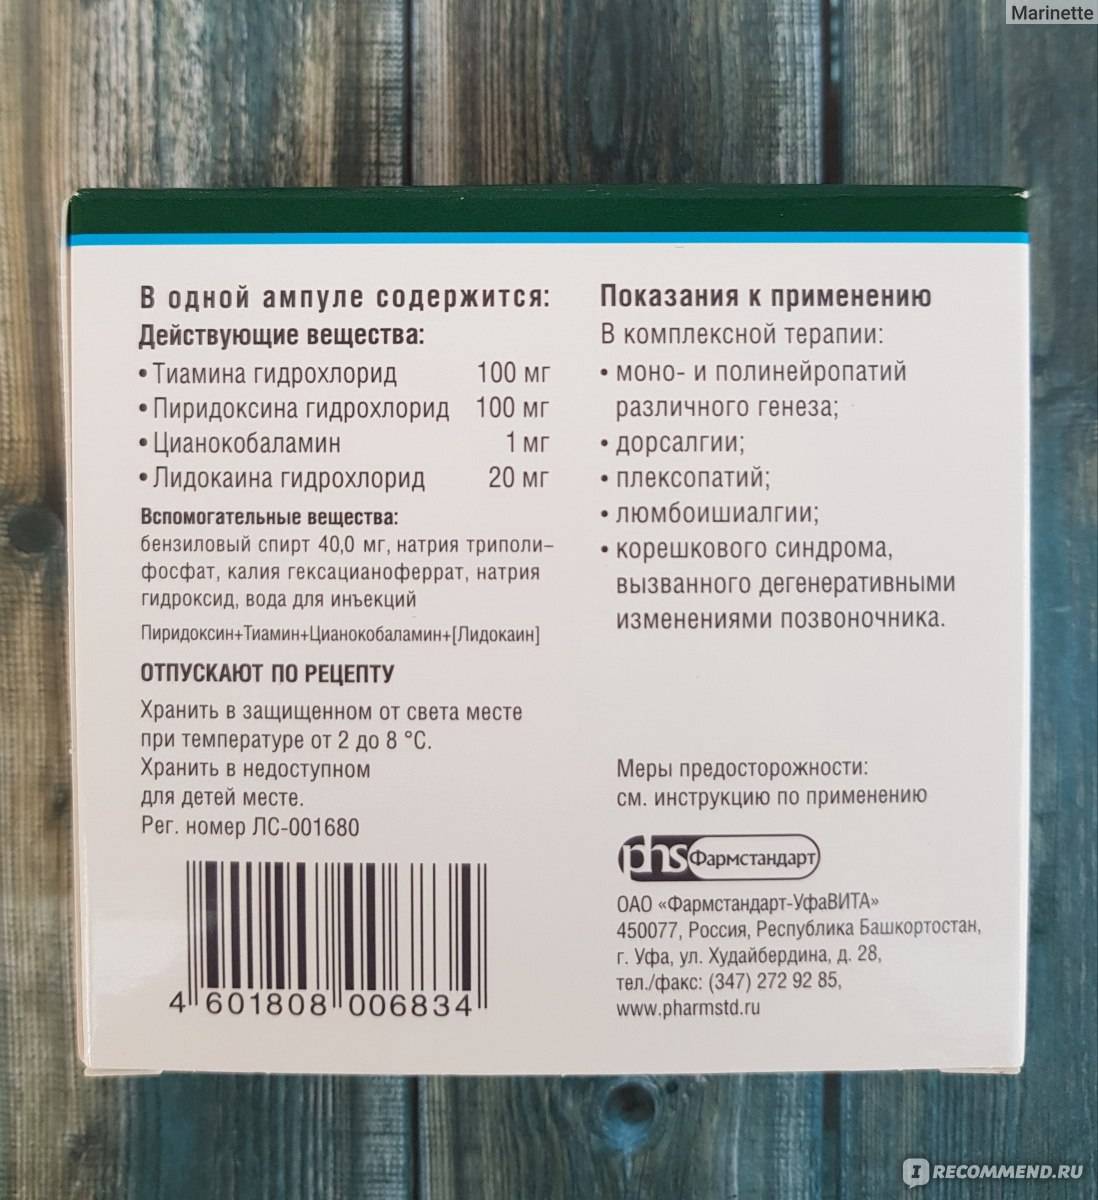 Marinette
В одной ампуле содержится:
Действующие вещества:
• Тиамина гидрохлорид 100 мг
• Пиридоксина гидрохлорид 100 мг
• Цианокобаламин 1 мг
• Лидокаина гидрохлорид 20 мг
Вспомогательные вещества:
бензиловый спирт 40,0 мг, натрия триполи–
фосфат, калия гексацианоферрат, натрия
гидроксид, вода для инъекций
Пиридоксин+Тиамин+Цианокобаламин+[Лидокаин]
ОТПУСКАЮТ ПО РЕЦЕПТУ
Хранить в защищенном от света месте
при температуре от 2 до 8 °С.
Хранить в недоступном
для детей месте.
Рег. номер ЛС-001680
4 601808 006834
Показания к применению
В комплексной терапии:
• моно- и полинейропатий
различного генеза;
• дорсалгии;
• плексопатий;
• люмбоишиалгии;
• корешкового синдрома,
вызванного дегенеративными
изменениями позвоночника.
Меры предосторожности:
см. инструкцию по применению
phs Фармстандарт
ОАО «Фармстандарт-УфаВИТА»
450077, Россия, Республика Башкортостан,
г. Уфа, ул. Худайбердина, д. 28,
тел./факс: (347) 272 92 85,
www.pharmstd.ru
IRECOMMEND.RU